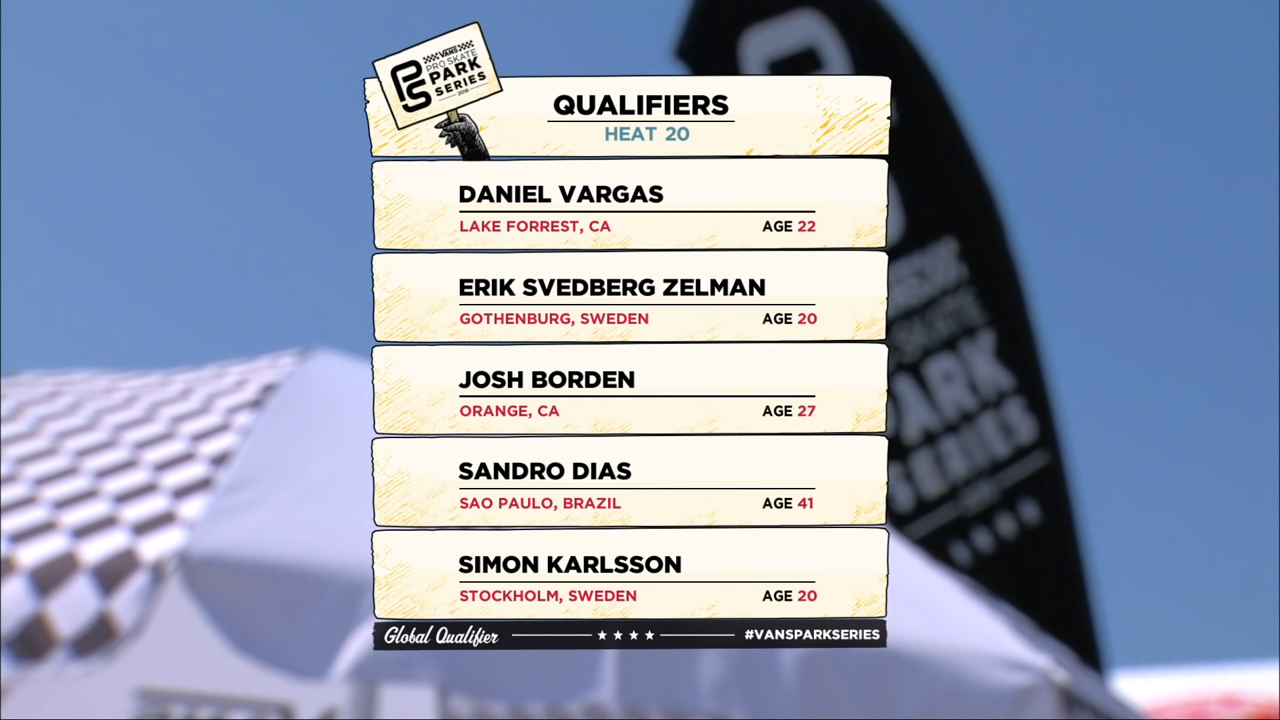 VANS
PRO SKATE
PARK
SERIES
2016
QUALIFIERS
HEAT 20
DANIEL VARGAS
LAKE FORREST, CA AGE 22
ERIK SVEDBERG ZELMAN
GOTHENBURG, SWEDEN AGE 20
JOSH BORDEN
ORANGE, CA AGE 27
SANDRO DIAS
SAO PAULO, BRAZIL AGE 41
SIMON KARLSSON
STOCKHOLM, SWEDEN AGE 20
Global Qualifier #VANSPARKSERIES
PARK
SERIES